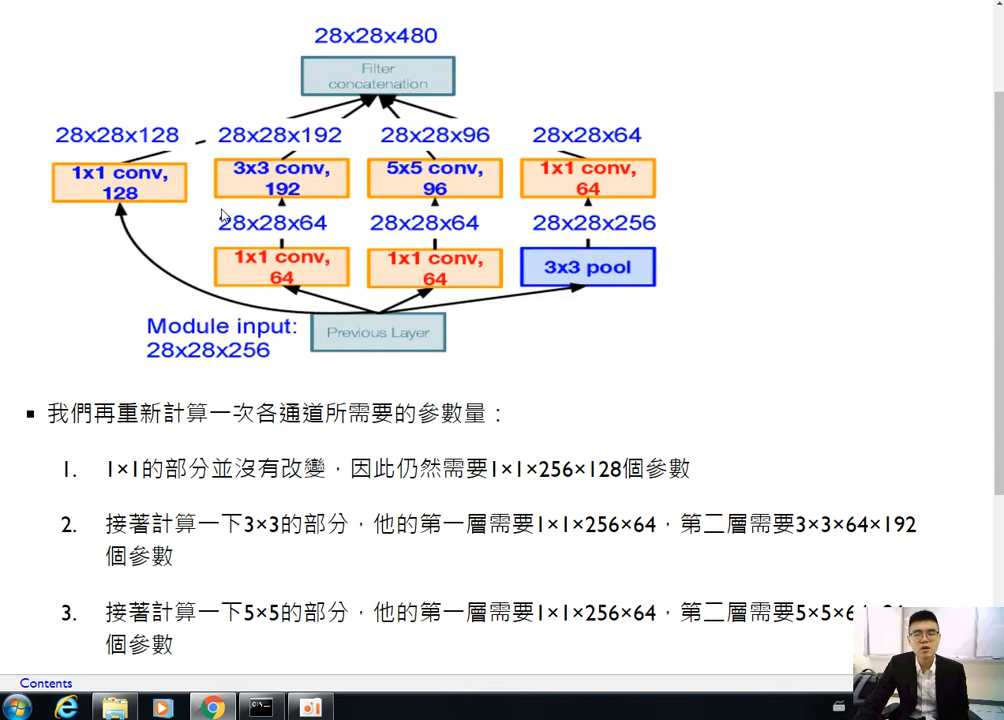 28x28x480
Filter
concatenation
28x28x128 28x28x192 28x28x96 28x28x64
1x1 conv,
128
3x3 conv,
192
5x5 conv,
96
1x1 conv,
64
28x28x64 28x28x64 28x28x256
1x1 conv,
64
1x1 conv,
64
3x3 pool
Module input:
28x28x256
Previous Layer
▪ 我們再重新計算一次各通道所需要的參數量：
1. 1×1的部分並沒有改變，因此仍然需要1×1×256×128個參數
2. 接著計算一下3×3的部分，他的第一層需要1×1×256×64，第二層需要3×3×64×192
個參數
3. 接著計算一下5×5的部分，他的第一層需要1×1×256×64，第二層需要5×5×
個參數
Contents